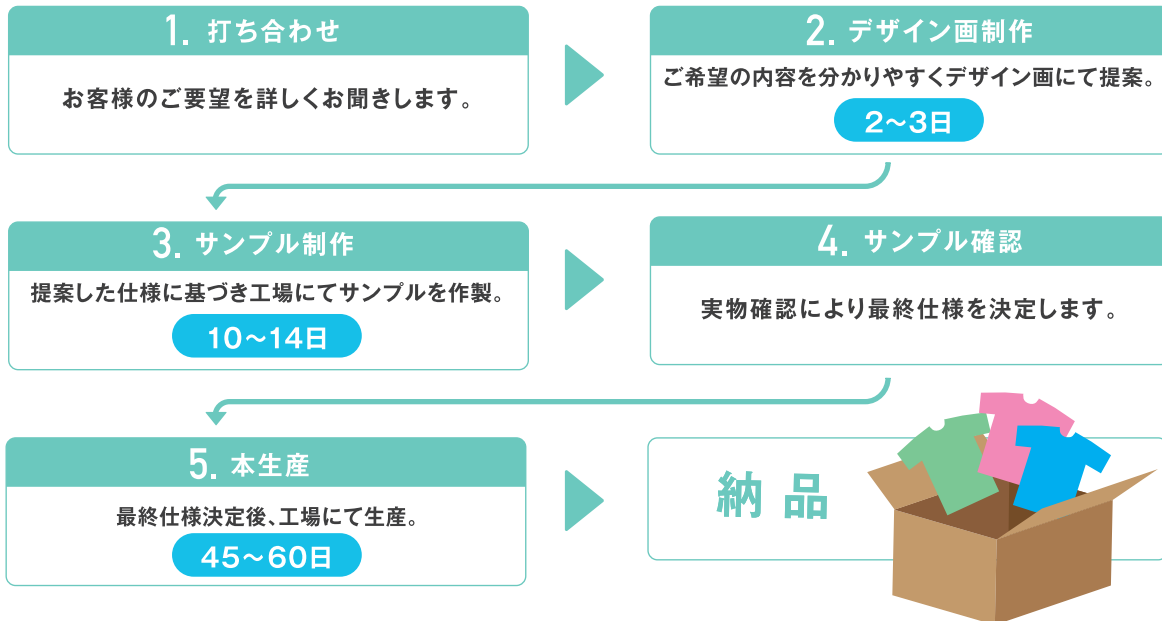 1. 打ち合わせ
お客様のご要望を詳しくお聞きします。
2. デザイン画制作
ご希望の内容を分かりやすくデザイン画にて提案。
2〜3日
3. サンプル制作
提案した仕様に基づき工場にてサンプルを作製。
10〜14日
4. サンプル確認
実物確認により最終仕様を決定します。
5. 本生産
最終仕様決定後、工場にて生産。
45〜60日
納品